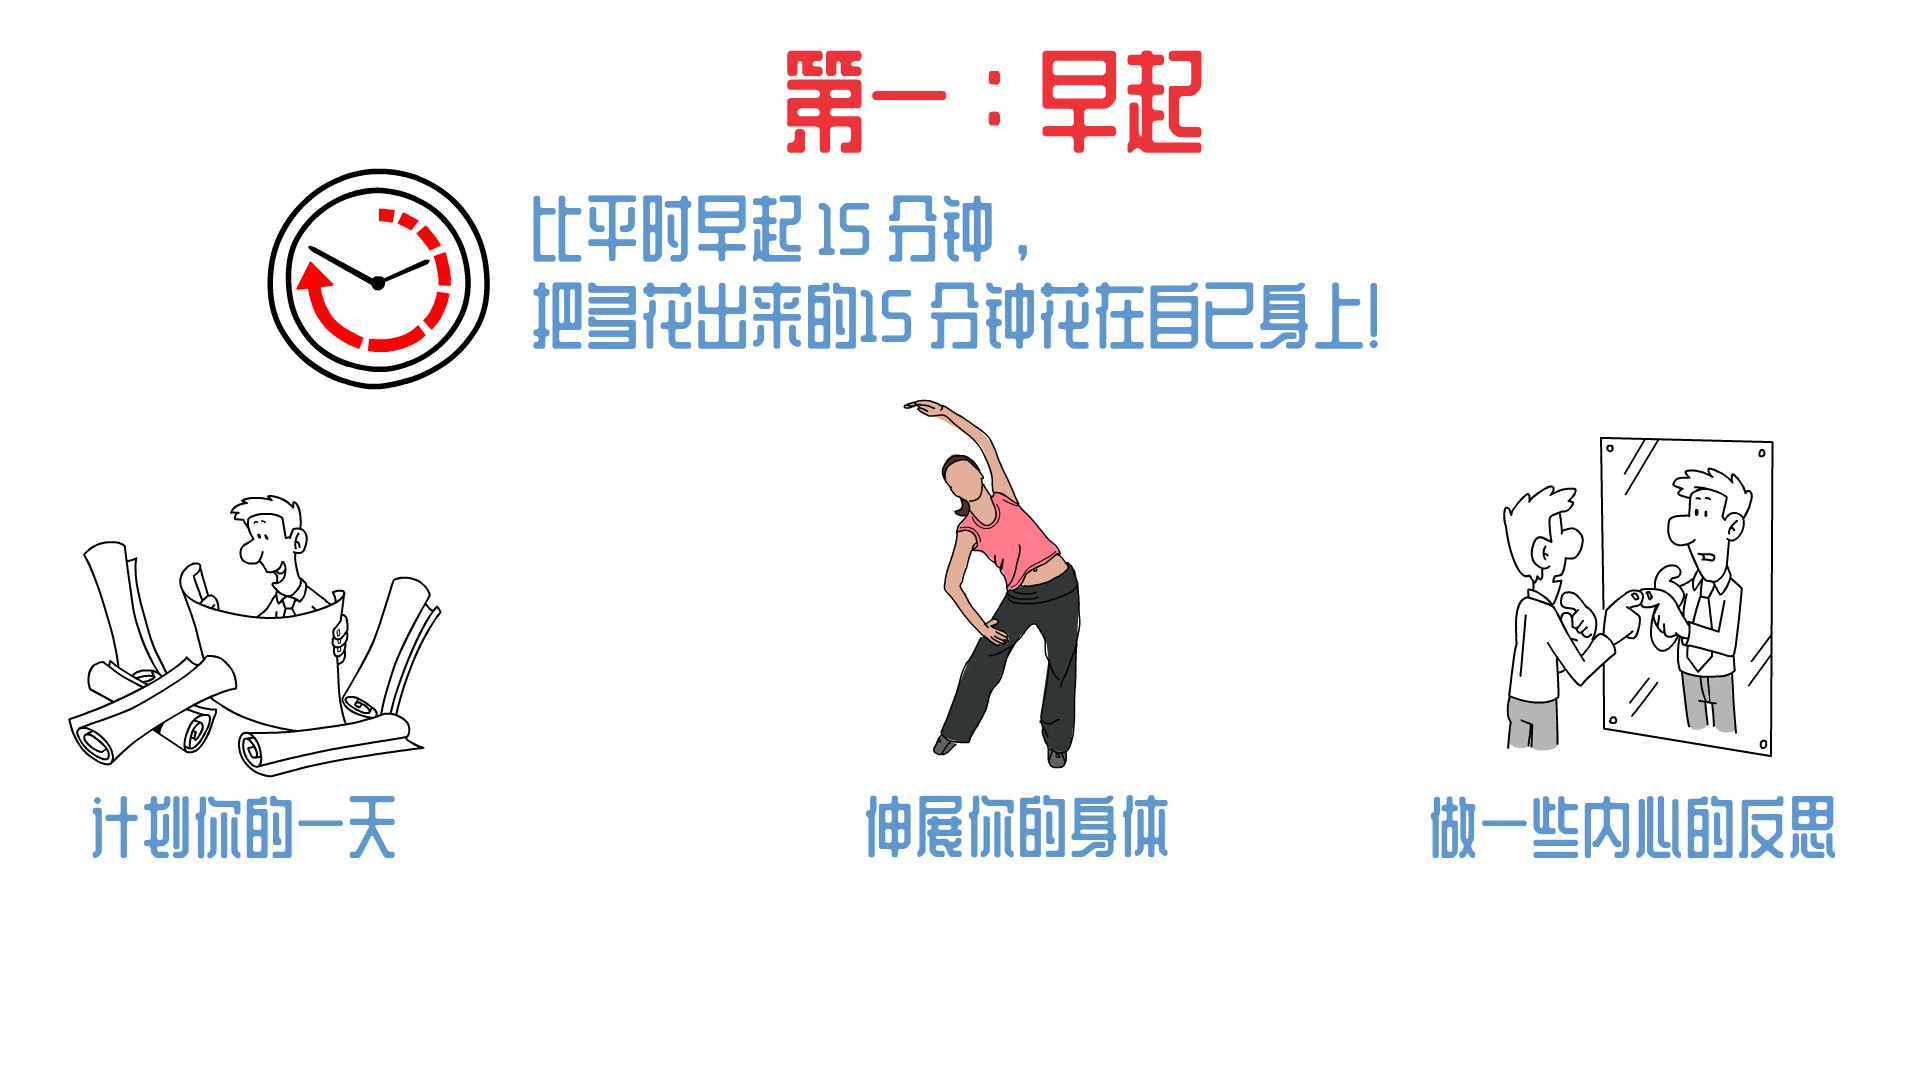 第一：早起
比平时早起 15 分钟，
把多花出来的15 分钟花在自己身上!
计划你的一天
伸展你的身体
做一些内心的反思